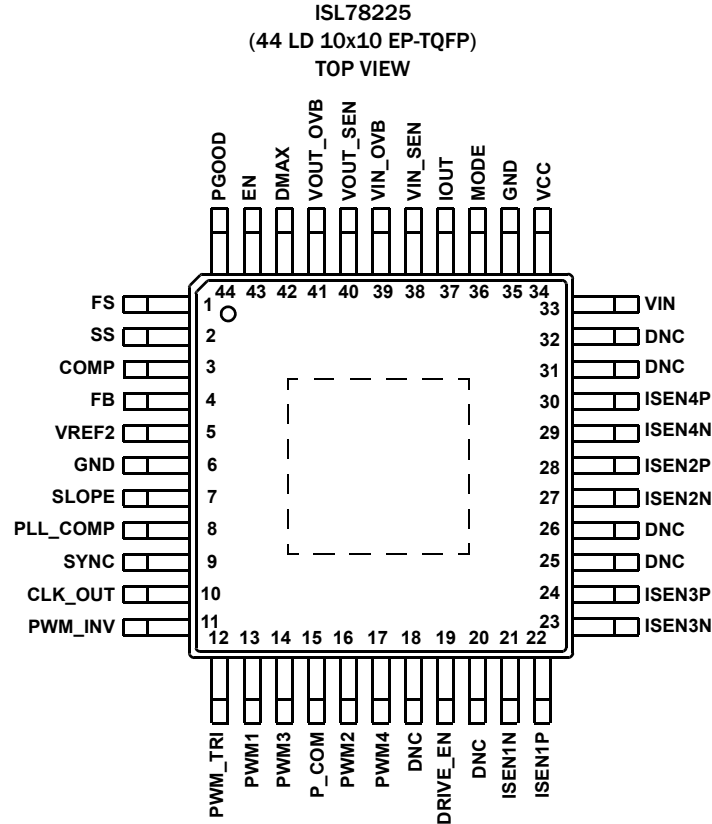 ISL78225
(44 LD 10x10 EP-TQFP)
TOP VIEW
PGOOD
EN
DMAX
VOUT_OVB
VOUT_SEN
VIN_OVB
VIN_SEN
IOUT
MODE
GND
VCC
44 43 42 41 40 39 38 37 36 35 34
FS 1 33 VIN
SS 2 32 DNC
COMP 3 31 DNC
FB 4 30 ISEN4P
VREF2 5 29 ISEN4N
GND 6 28 ISEN2P
SLOPE 7 27 ISEN2N
PLL_COMP 8 26 DNC
SYNC 9 25 DNC
CLK_OUT 10 24 ISEN3P
PWM_INV 11 23 ISEN3N
12 13 14 15 16 17 18 19 20 21 22
PWM_TRI
PWM1
PWM3
P_COM
PWM2
PWM4
DNC
DRIVE_EN
DNC
ISEN1N
ISEN1P